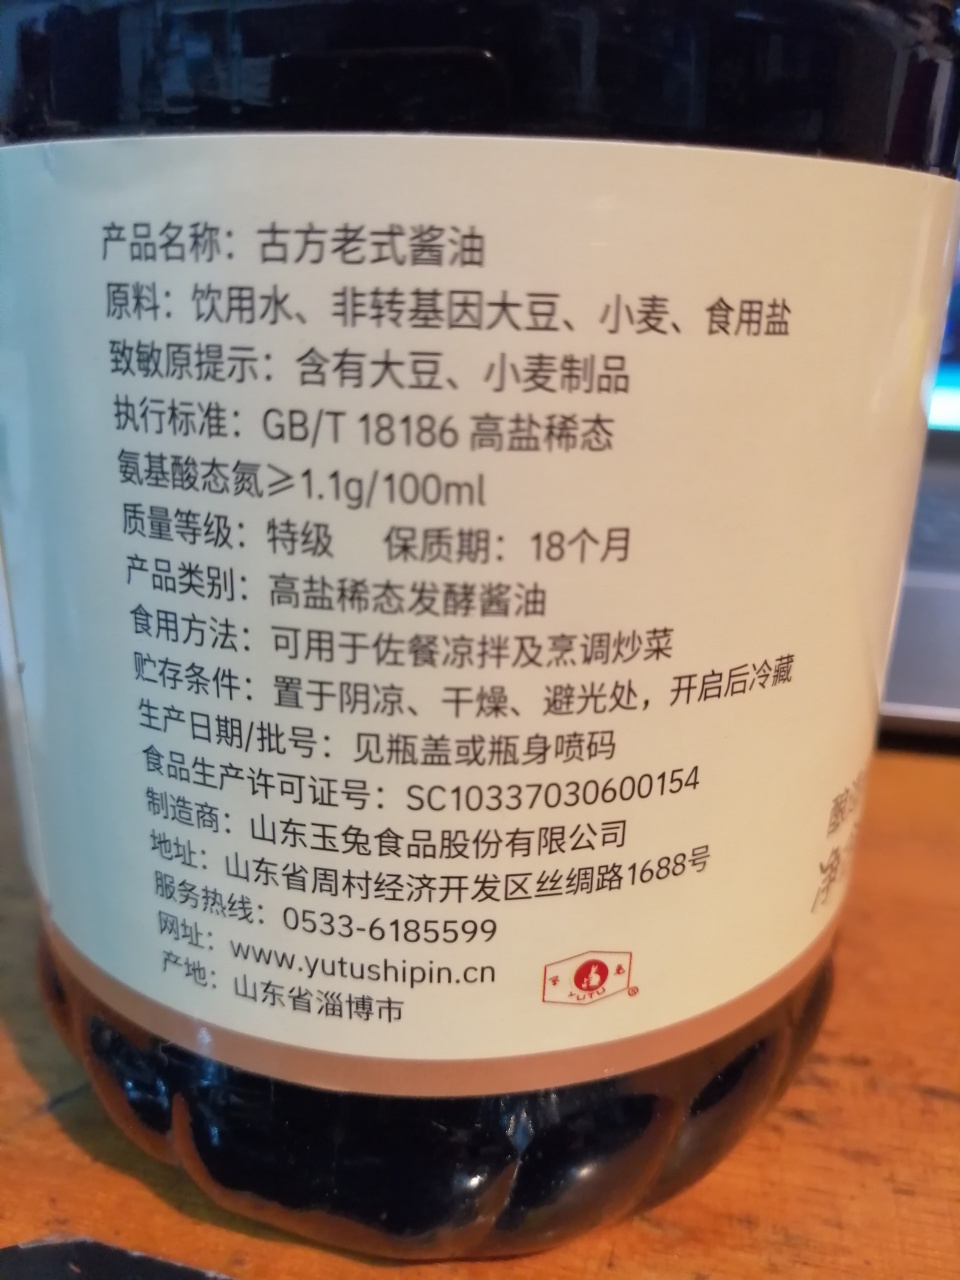 产品名称：古方老式酱油
原料：饮用水、非转基因大豆、小麦、食用盐
致敏原提示：含有大豆、小麦制品
执行标准：GB/T 18186 高盐稀态
氨基酸态氮≥1.1g/100ml
质量等级：特级 保质期：18个月
产品类别：高盐稀态发酵酱油
食用方法：可用于佐餐凉拌及烹调炒菜
贮存条件：置于阴凉、干燥、避光处，开启后冷藏
生产日期/批号：见瓶盖或瓶身喷码
食品生产许可证号：SC10337030600154
制造商：山东玉兔食品股份有限公司
地址：山东省周村经济开发区丝绸路1688号
服务热线：0533-6185599
网址：www.yutushipin.cn
产地：山东省淄博市
玉兔
YUTU
®
酿
净